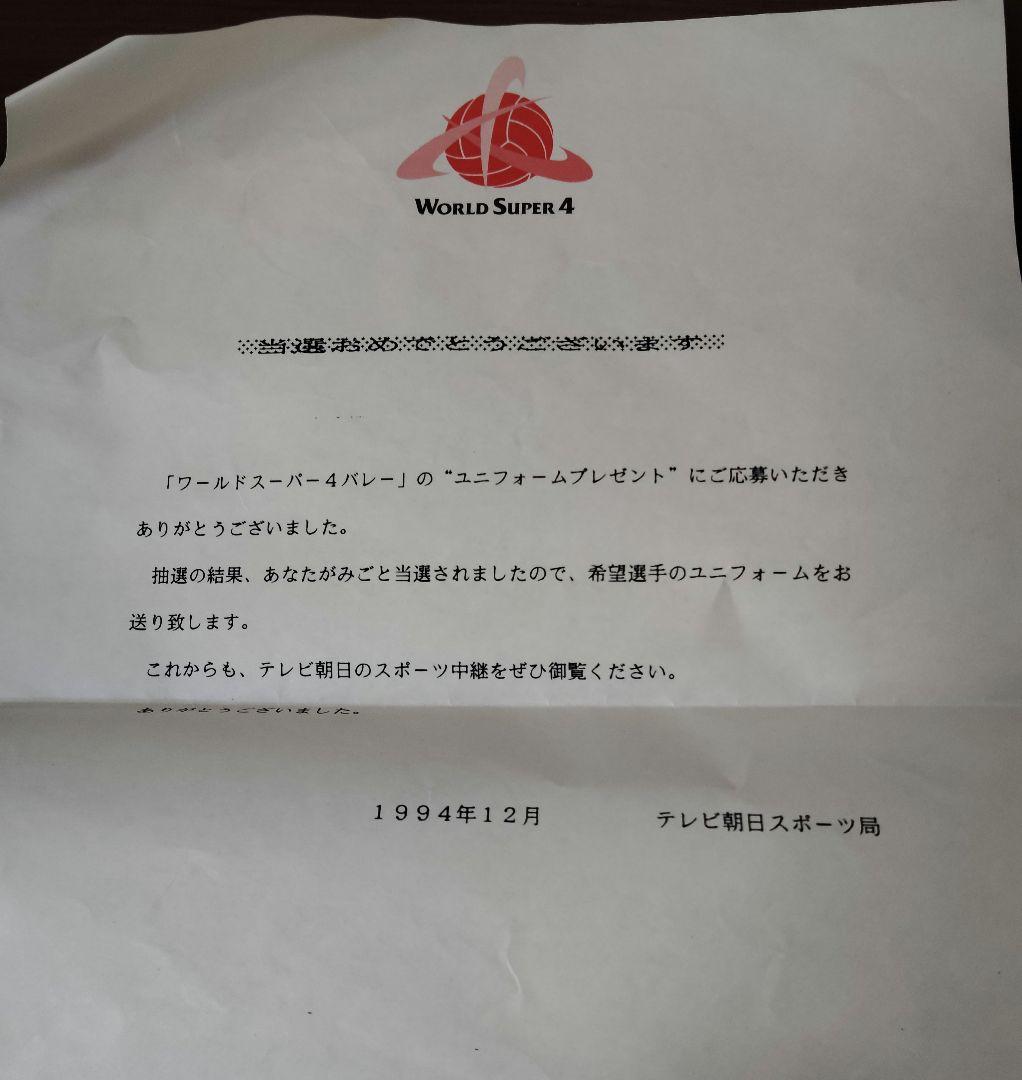 WORLD SUPER 4
当選おめでとうございます
「ワールドスーパー4バレー」の“ユニフォームプレゼント”にご応募いただき
ありがとうございました。
抽選の結果、あなたがみごと当選されましたので、希望選手のユニフォームをお
送り致します。
これからも、テレビ朝日のスポーツ中継をぜひ御覧ください。
ありがとうございました。
1994年12月 テレビ朝日スポーツ局